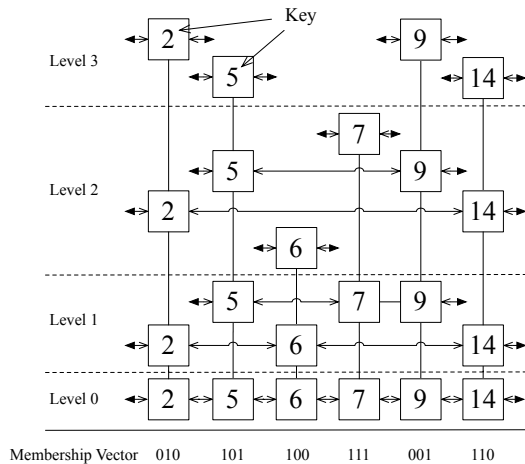 Key
2 9
Level 3
5 14
7
5 9
Level 2
2 14
6
5 7 9
Level 1
2 6 14
Level 0 2 5 6 7 9 14
Membership Vector 010 101 100 111 001 110